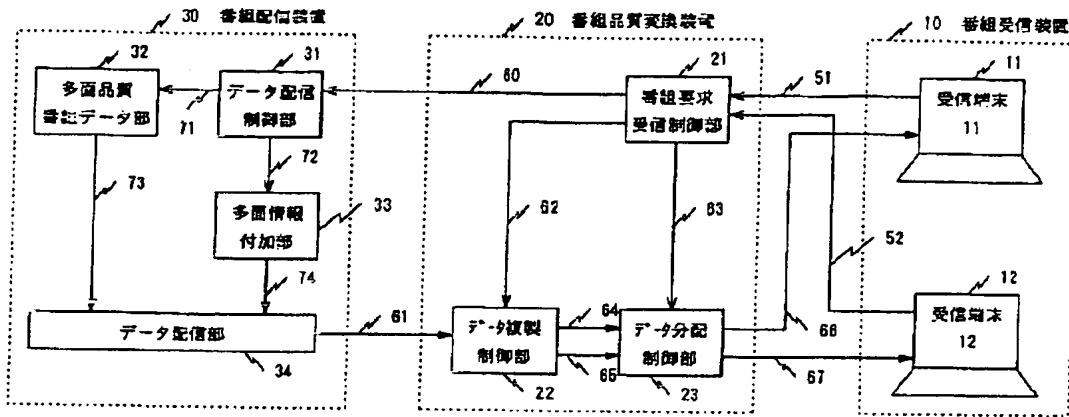 30 番組配信装置
20 番組品質変換装置
10 番組受信装置
32
多面品質
番組データ部
31
データ配信
制御部
71
60
21
番組要求
受信制御部
51
11
受信端末
11
72
73
33
多面情報
付加部
62
63
52
74
12
受信端末
12
データ配信部
34
61
データ複製
制御部
22
64
65
データ分配
制御部
23
66
67